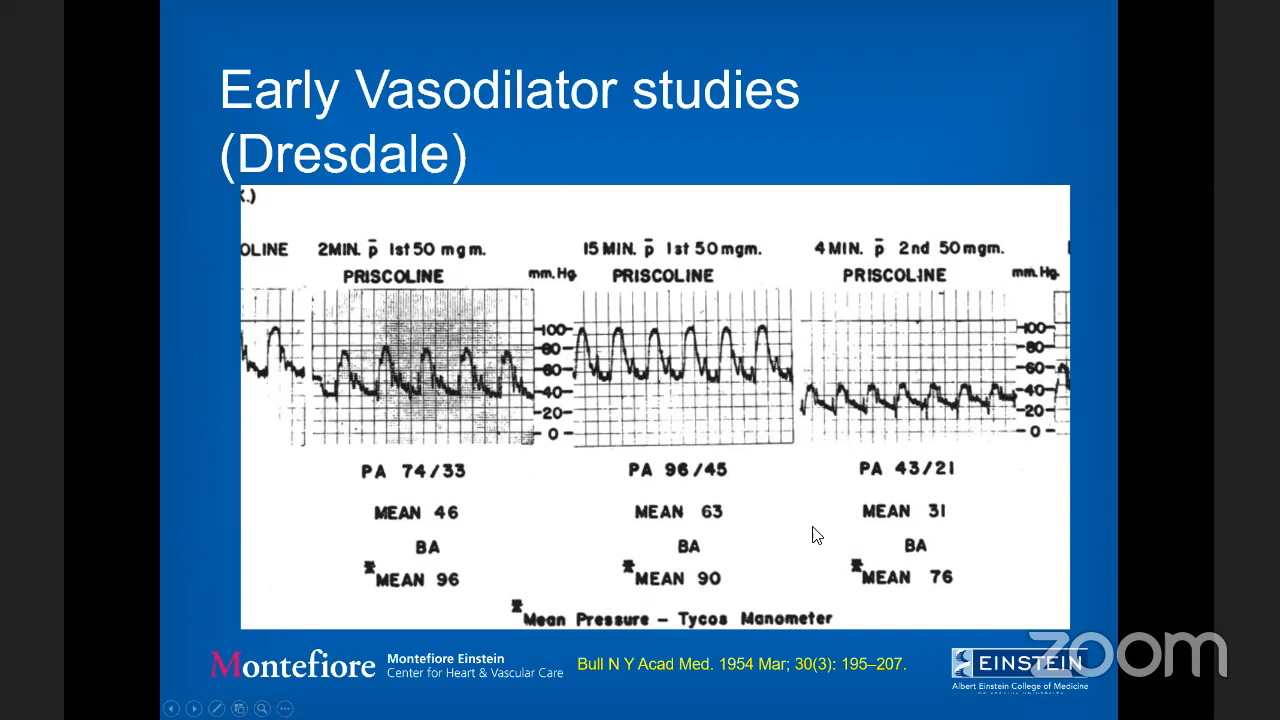 Early Vasodilator studies
(Dresdale)
K.)
OLINE 2MIN. p̄ 1st 50 mgm. 15 MIN. p̄ 1st 50mgm. 4 MIN. p̄ 2nd 50mgm.
PRISCOLINE mm.Hg. PRISCOLINE PRISCOLINE mm.Hg.
100 100
80 80
60 60
40 40
20 20
0 0
PA 74/33 PA 96/45 PA 43/21
MEAN 46 MEAN 63 MEAN 31
BA BA BA
MEAN 96 MEAN 90 MEAN 76
Mean Pressure – Tycos Manometer
Montefiore
Montefiore Einstein
Center for Heart & Vascular Care
Bull N Y Acad Med. 1954 Mar; 30(3): 195–207.
EINSTEIN
Albert Einstein College of Medicine
zoom